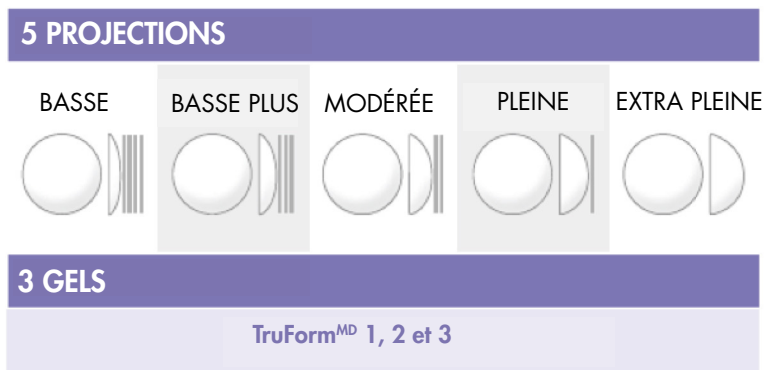 5 PROJECTIONS
BASSE BASSE PLUS MODÉRÉE PLEINE EXTRA PLEINE
3 GELS
TruFormMD 1, 2 et 3